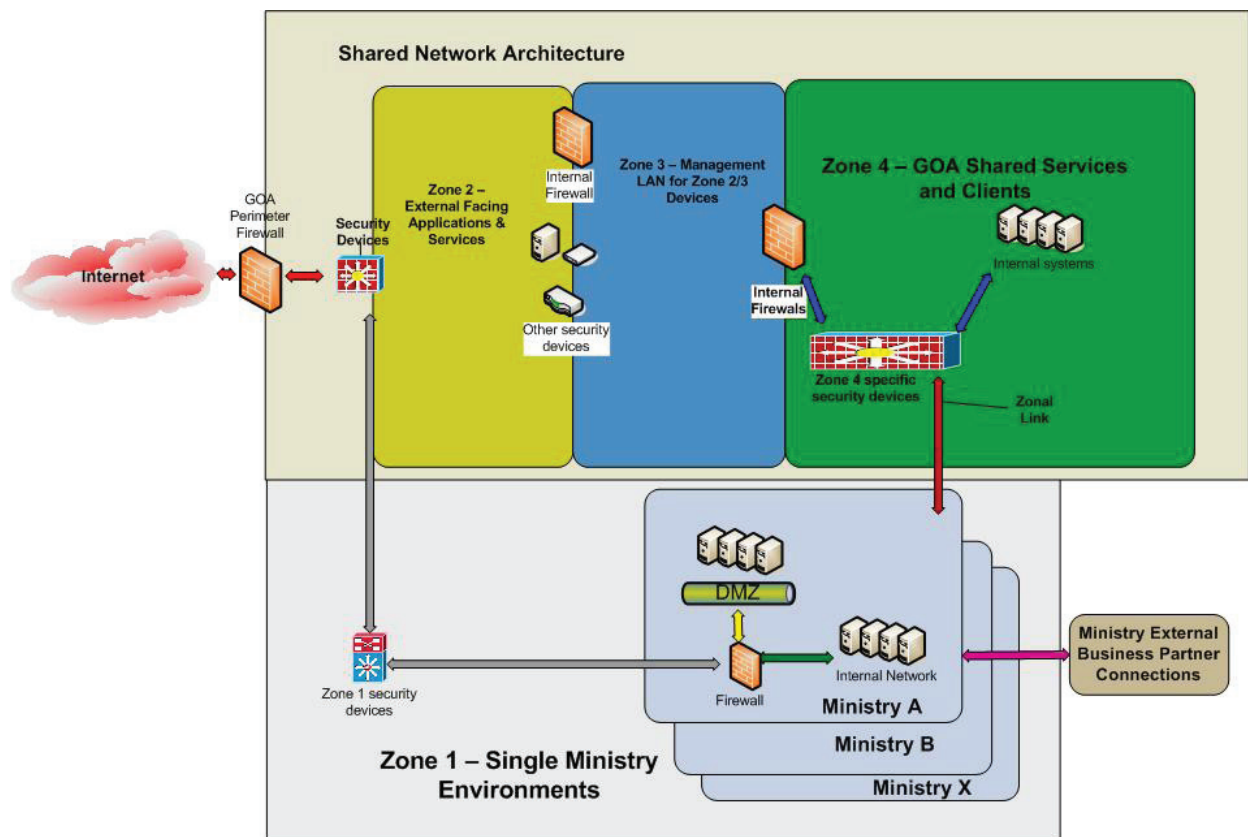 Shared Network Architecture
Zone 2 –
External Facing
Applications &
Services
Internal
Firewall
Zone 3 – Management
LAN for Zone 2/3
Devices
Zone 4 – GOA Shared Services
and Clients
GOA
Perimeter
Firewall
Security
Devices
Internet
Internal systems
Internal
Firewals
Other security
devices
Zone 4 specific
security devices
Zonal
Link
DMZ
Firewall
Internal Network
Ministry A
Ministry B
Ministry X
Ministry External
Business Partner
Connections
Zone 1 security
devices
Zone 1 – Single Ministry
Environments